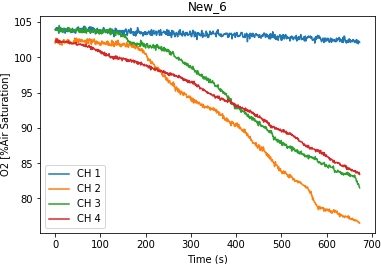 New_6
O2 [%Air Saturation]
105
100
95
90
85
80
CH 1
CH 2
CH 3
CH 4
0 100 200 300 400 500 600 700
Time (s)